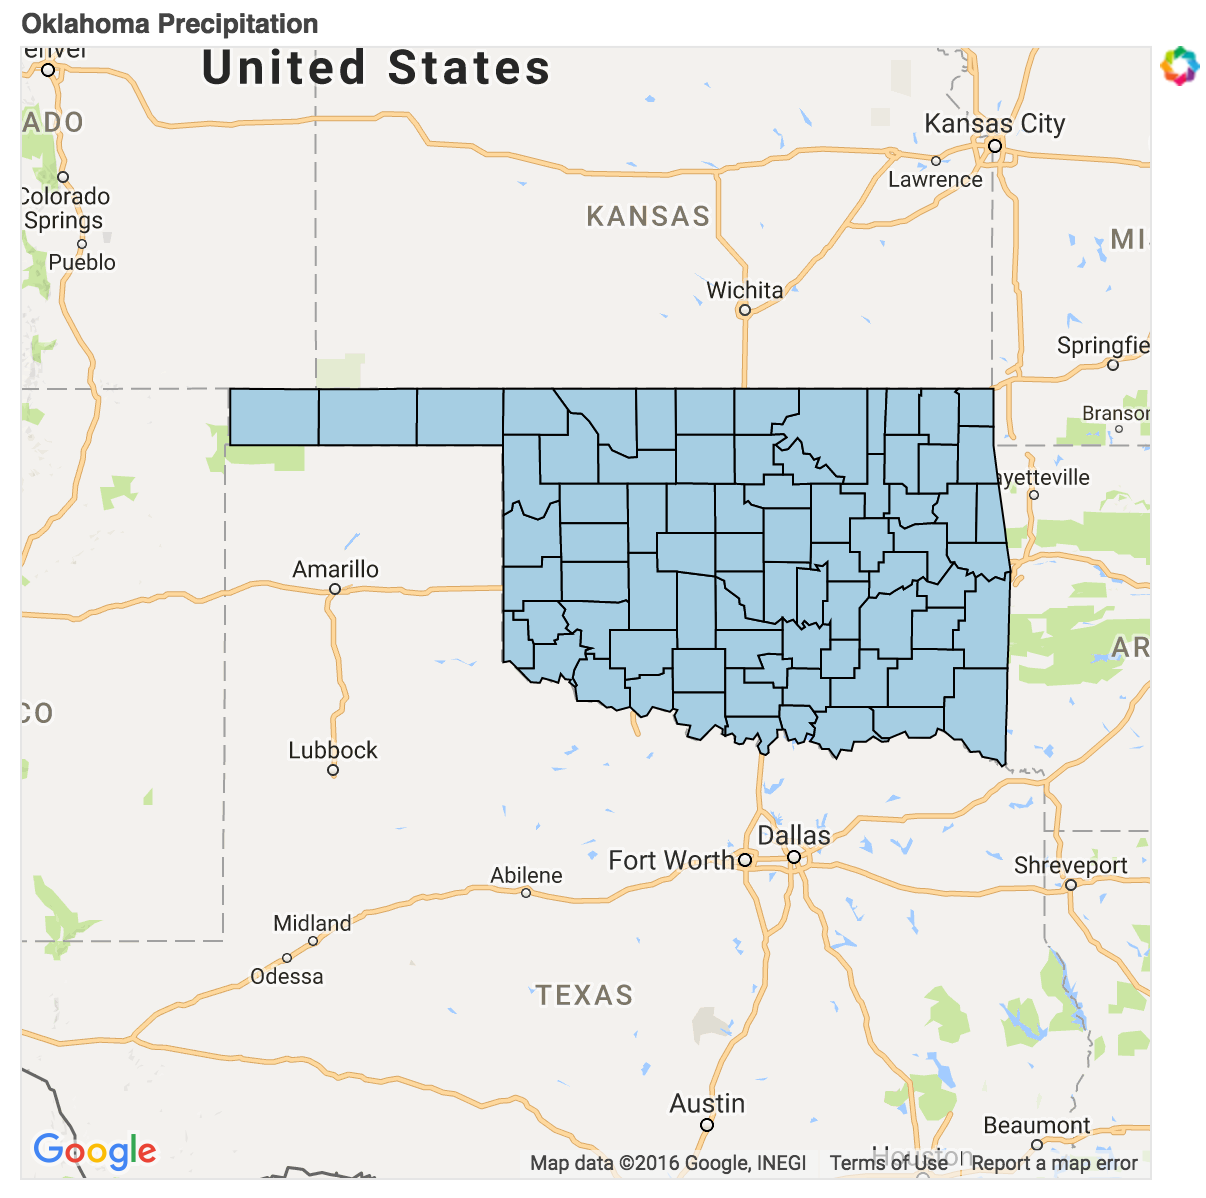 Oklahoma Precipitation
enver
United States
ADO
Kansas City
Lawrence
Colorado
Springs
KANSAS
MI
Pueblo
Wichita
Springfie
Branson
ayetteville
Amarillo
AR
CO
Lubbock
Dallas
Fort Worth
Shreveport
Abilene
Midland
Odessa
TEXAS
Austin
Beaumont
Houston
Google
Map data ©2016 Google, INEGI
Terms of Use
Report a map error